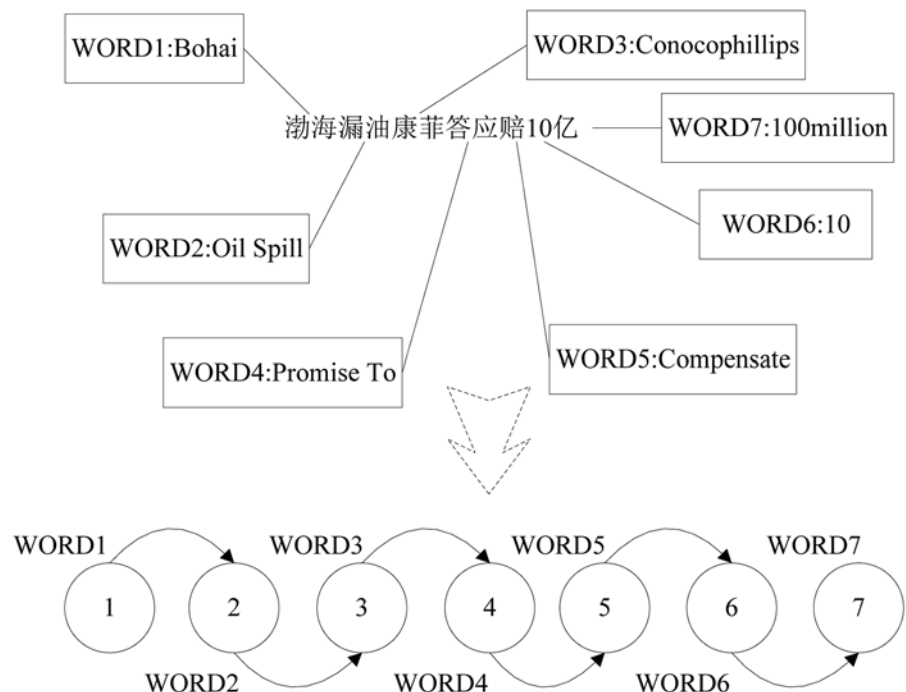 WORD1:Bohai
WORD3:Conocophillips
渤海漏油康菲答应赔10亿
WORD7:100million
WORD6:10
WORD2:Oil Spill
WORD4:Promise To
WORD5:Compensate
WORD1
WORD3
WORD5
WORD7
1
2
3
4
5
6
7
WORD2
WORD4
WORD6